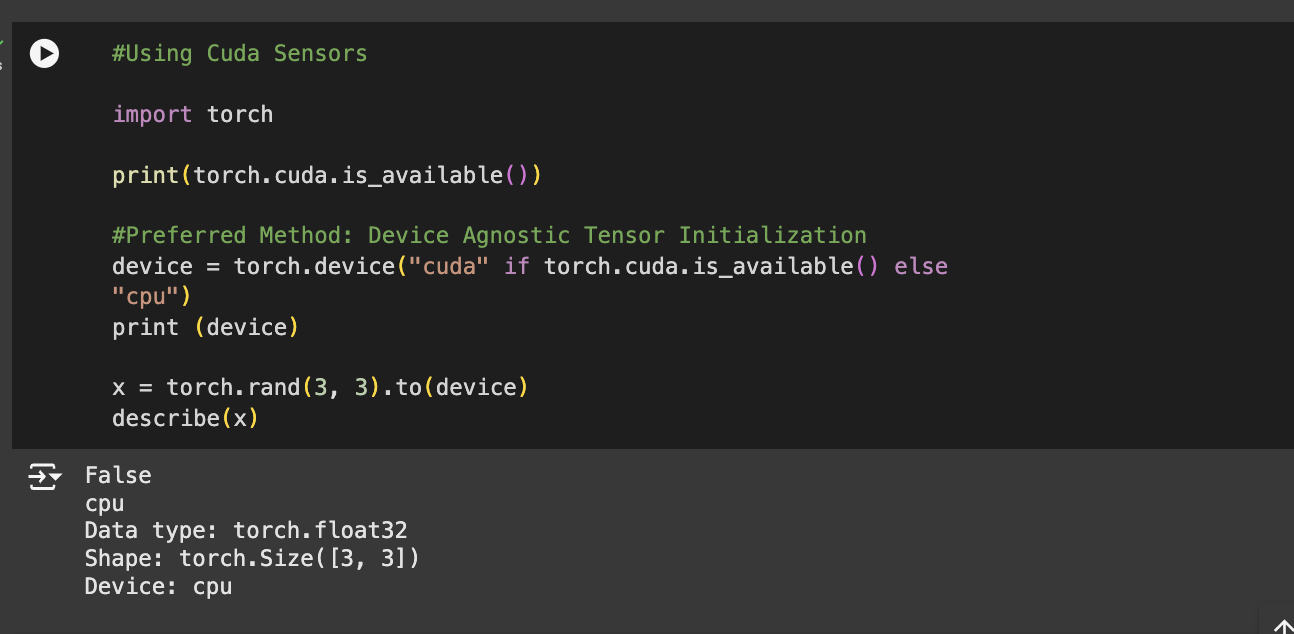 #Using Cuda Sensors
import torch
print(torch.cuda.is_available())
#Preferred Method: Device Agnostic Tensor Initialization
device = torch.device("cuda" if torch.cuda.is_available() else
"cpu")
print (device)
x = torch.rand(3, 3).to(device)
describe(x)
False
cpu
Data type: torch.float32
Shape: torch.Size([3, 3])
Device: cpu